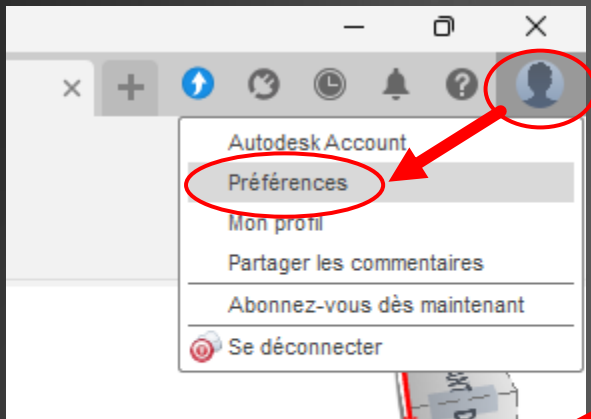 Autodesk Account
Préférences
Mon profil
Partager les commentaires
Abonnez-vous dès maintenant
Se déconnecter